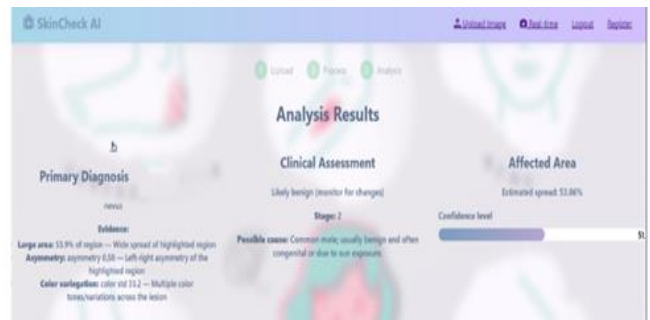 SkinCheck AI
Upload Image Real-time Logout Register
Upload Process Analysis
Analysis Results
Primary Diagnosis
nevus
Evidence:
Large area: 53.9% of region — Wide spread of highlighted region
Asymmetry: asymmetry 0.58 — Left-right asymmetry of the
highlighted region
Color variegation: color std 33.2 — Multiple color
tones/variations across the lesion
Clinical Assessment
Likely benign (monitor for changes)
Stage: 2
Possible cause: Common mole; usually benign and often
congenital or due to sun exposure.
Affected Area
Estimated spread: 53.86%
Confidence level